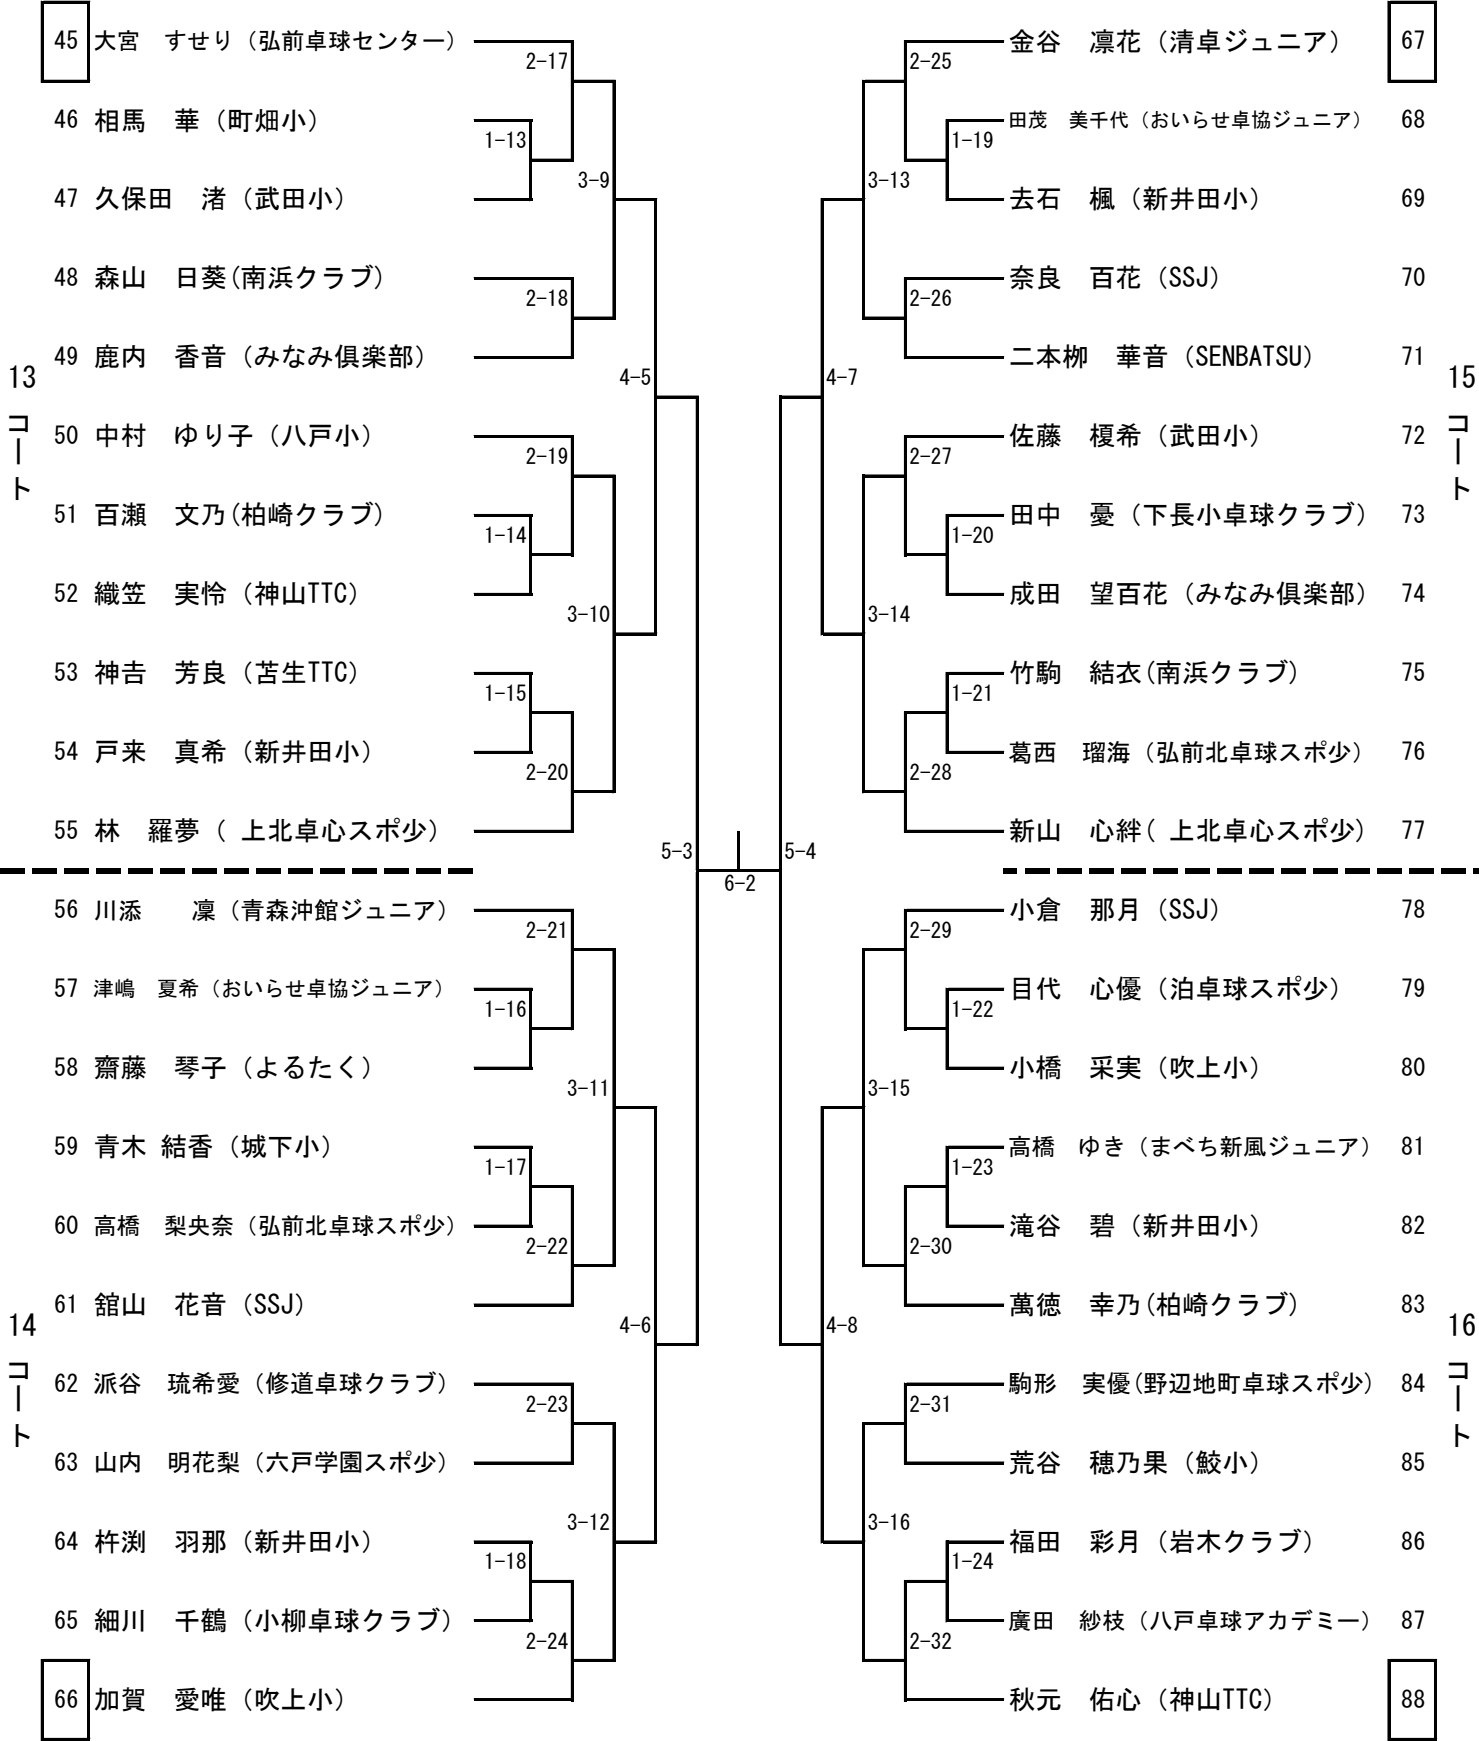 45 大宮　すせり（弘前卓球センター）
2-17
46 相馬　華（町畑小）
1-13
3-9
47 久保田　渚（武田小）
48 森山　日葵(南浜クラブ)
2-18
49 鹿内　香音（みなみ倶楽部）
13コート
4-5
50 中村　ゆり子（八戸小）
2-19
51 百瀬　文乃(柏崎クラブ)
1-14
52 織笠　実怜（神山TTC）
3-10
53 神𠮷　芳良（苫生TTC）
1-15
54 戸来　真希（新井田小）
2-20
55 林　羅夢（ 上北卓心スポ少）
5-3
56 川添　　凜（青森沖館ジュニア）
2-21
57 津嶋　夏希（おいらせ卓協ジュニア）
1-16
58 齋藤　琴子（よるたく）
3-11
59 青木 結香（城下小）
1-17
60 高橋　梨央奈（弘前北卓球スポ少）
2-22
61 舘山　花音（SSJ）
14コート
4-6
62 派谷　琉希愛（修道卓球クラブ）
2-23
63 山内　明花梨（六戸学園スポ少）
3-12
64 杵渕　羽那（新井田小）
1-18
65 細川　千鶴（小柳卓球クラブ）
2-24
66 加賀　愛唯（吹上小）
6-2
金谷　凛花（清卓ジュニア） 67
2-25
田茂　美千代（おいらせ卓協ジュニア） 68
1-19
3-13
去石　楓（新井田小） 69
奈良　百花（SSJ） 70
2-26
二本栁　華音（SENBATSU） 71
15コート
4-7
佐藤　榎希（武田小） 72
2-27
田中　憂（下長小卓球クラブ） 73
1-20
成田　望百花（みなみ倶楽部） 74
3-14
竹駒　結衣(南浜クラブ） 75
1-21
葛西　瑠海（弘前北卓球スポ少） 76
2-28
新山　心絆（ 上北卓心スポ少） 77
5-4
小倉　那月（SSJ） 78
2-29
目代　心優（泊卓球スポ少） 79
1-22
小橋　采実（吹上小） 80
3-15
高橋　ゆき（まべち新風ジュニア） 81
1-23
滝谷　碧（新井田小） 82
2-30
萬徳　幸乃(柏崎クラブ） 83
16コート
4-8
駒形　実優(野辺地町卓球スポ少） 84
2-31
荒谷　穂乃果（鮫小） 85
3-16
福田　彩月（岩木クラブ） 86
1-24
廣田　紗枝（八戸卓球アカデミー） 87
2-32
秋元　佑心（神山TTC） 88